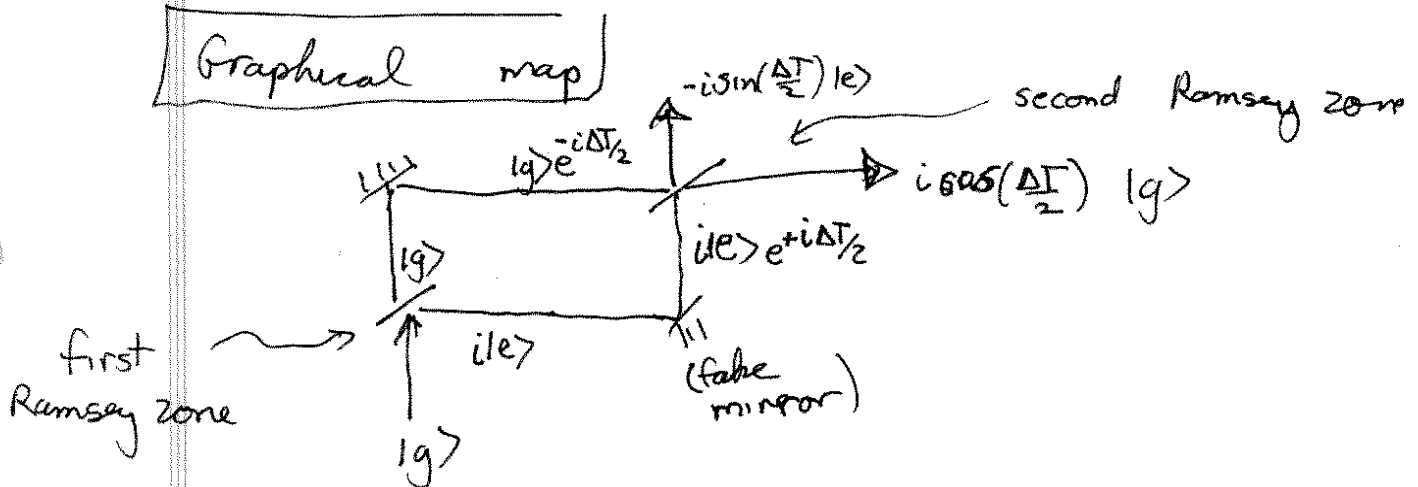 Graphical map
-i sin(ΔT/2) |e>
second Ramsey zone
|g> e^{-iΔT/2}
i cos(ΔT/2) |g>
|g>
i|e> e^{+iΔT/2}
first
Ramsey zone
i|e>
(fake
mirror)
|g>